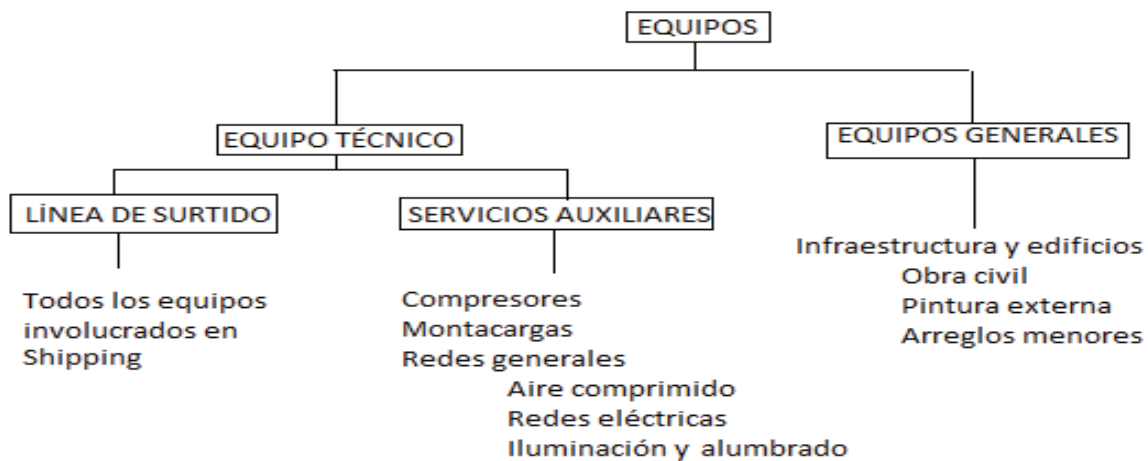 EQUIPOS
EQUIPO TÉCNICO
EQUIPOS GENERALES
LÍNEA DE SURTIDO
SERVICIOS AUXILIARES
Todos los equipos
involucrados en
Shipping
Compresores
Montacargas
Redes generales
Aire comprimido
Redes eléctricas
Iluminación y alumbrado
Infraestructura y edificios
Obra civil
Pintura externa
Arreglos menores